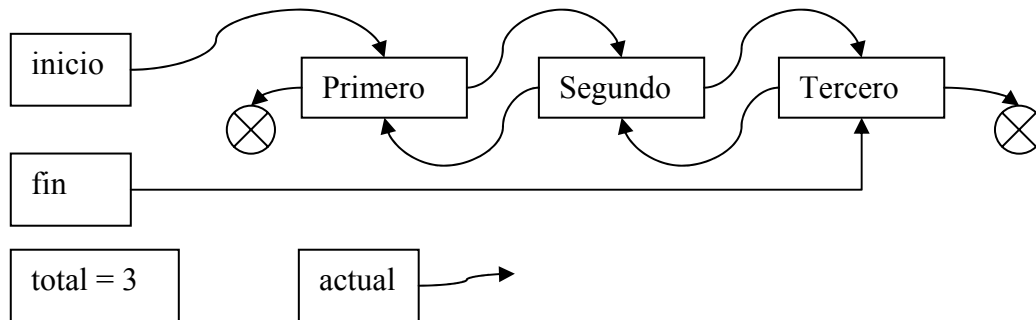 inicio
Primero
Segundo
Tercero
fin
total = 3
actual